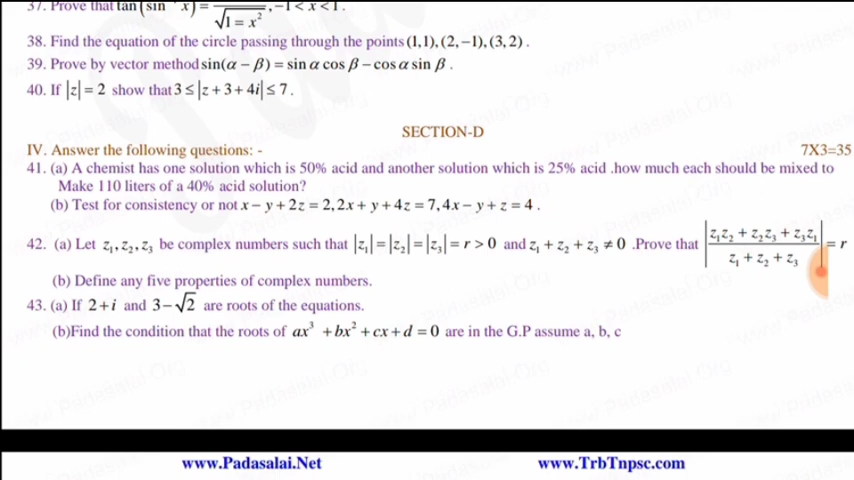 37. Prove that tan(sin⁻¹ x) = x/√1=x², −1 < x < 1.
38. Find the equation of the circle passing through the points (1,1), (2,−1), (3,2).
39. Prove by vector method sin(α − β) = sin α cos β − cos α sin β.
40. If |z| = 2 show that 3 ≤ |z + 3 + 4i| ≤ 7.
SECTION-D
IV. Answer the following questions: - 7X3=35
41. (a) A chemist has one solution which is 50% acid and another solution which is 25% acid .how much each should be mixed to
Make 110 liters of a 40% acid solution?
(b) Test for consistency or not x − y + 2z = 2, 2x + y + 4z = 7, 4x − y + z = 4.
42. (a) Let z₁, z₂, z₃ be complex numbers such that |z₁| = |z₂| = |z₃| = r > 0 and z₁ + z₂ + z₃ ≠ 0 .Prove that |(z₁z₂ + z₂z₃ + z₃z₁)/(z₁ + z₂ + z₃)| = r
(b) Define any five properties of complex numbers.
43. (a) If 2 + i and 3 − √2 are roots of the equations.
(b)Find the condition that the roots of ax³ + bx² + cx + d = 0 are in the G.P assume a, b, c
www.Padasalai.Net www.TrbTnpsc.com